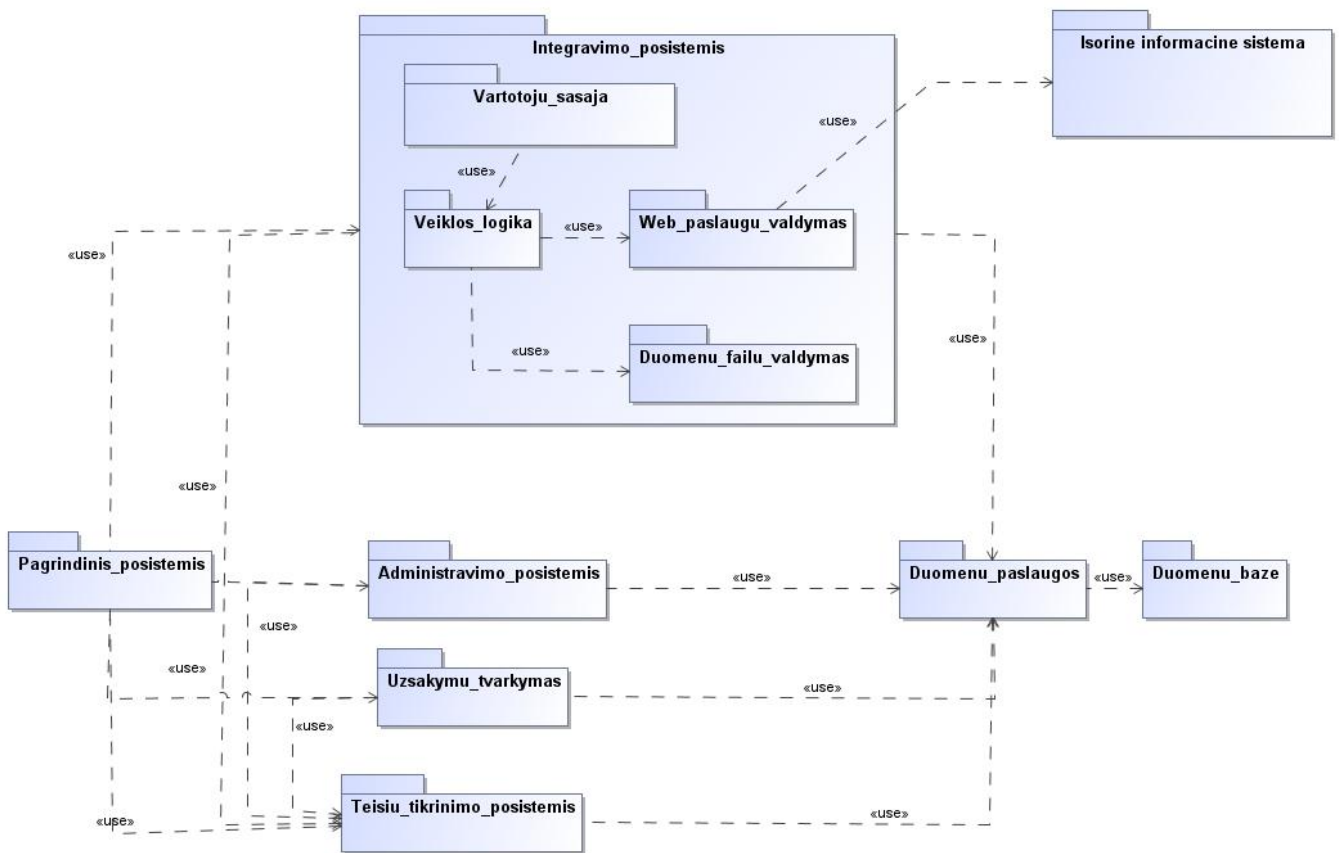 Integravimo_posistemis
Isorine informacine sistema
Vartotoju_sasaja
«use»
«use»
Veiklos_logika
«use»
Web_paslaugu_valdymas
«use»
«use»
«use»
Duomenu_failu_valdymas
«use»
Pagrindinis_posistemis
Administravimo_posistemis
«use»
Duomenu_paslaugos
«use»
Duomenu_baze
«use»
«use»
Uzsakymu_tvarkymas
«use»
«use»
Teisiu_tikrinimo_posistemis
«use»
«use»